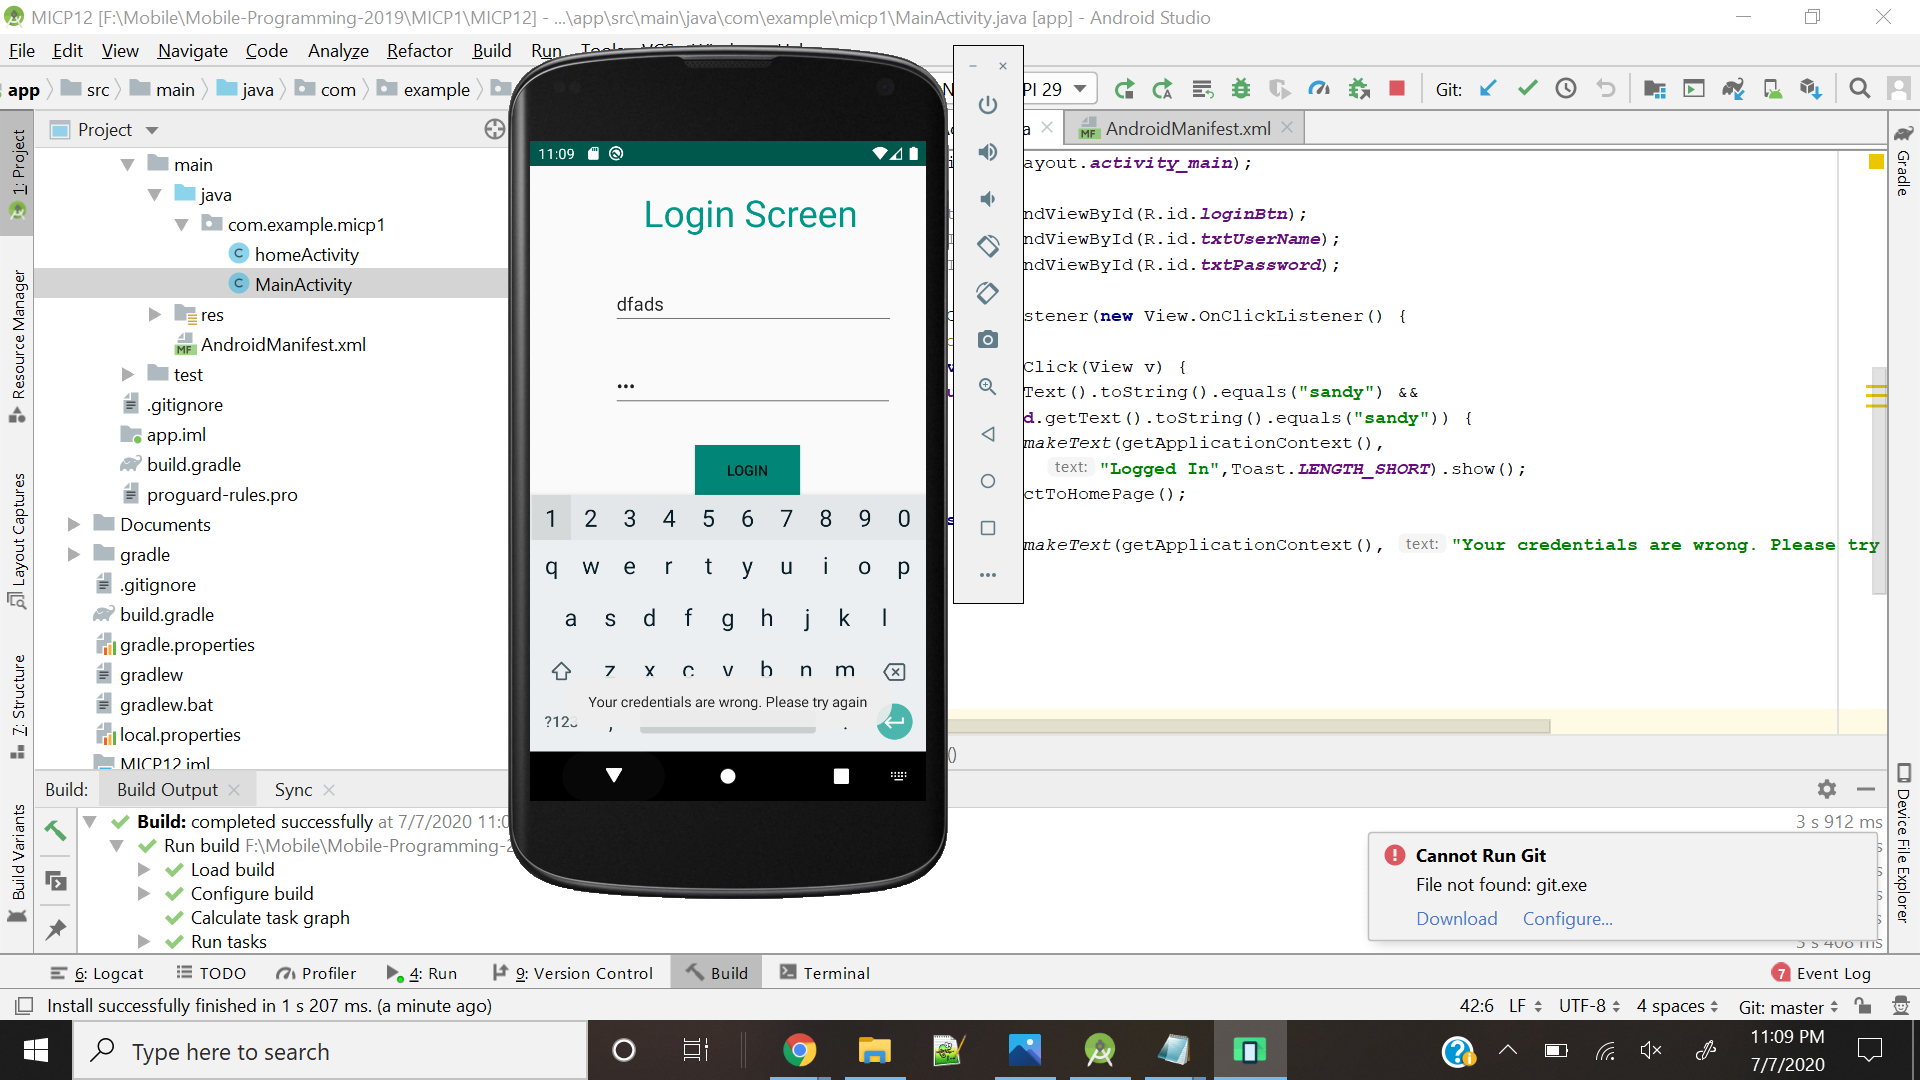 MICP12 [F:\Mobile\Mobile-Programming-2019\MICP1\MICP12] - ...\app\src\main\java\com\example\micp1\MainActivity.java [app] - Android Studio
File Edit View Navigate Code Analyze Refactor Build Run
app src main java com example
PI 29
Git:
Project
AndroidManifest.xml
1: Project
Resource Manager
Layout Captures
7: Structure
Build Variants
main
java
com.example.micp1
homeActivity
MainActivity
res
AndroidManifest.xml
test
.gitignore
app.iml
build.gradle
proguard-rules.pro
Documents
gradle
.gitignore
build.gradle
gradle.properties
gradlew
gradlew.bat
local.properties
MICP12.iml
11:09
Login Screen
dfads
•••
LOGIN
1 2 3 4 5 6 7 8 9 0
q w e r t y u i o p
a s d f g h j k l
z x c v b n m
Your credentials are wrong. Please try again
?123 , .
ayout.activity_main);
ndViewById(R.id.loginBtn);
ndViewById(R.id.txtUserName);
ndViewById(R.id.txtPassword);
stener(new View.OnClickListener() {
Click(View v) {
Text().toString().equals("sandy") &&
d.getText().toString().equals("sandy")) {
makeText(getApplicationContext(),
text: "Logged In",Toast.LENGTH_SHORT).show();
ctToHomePage();
makeText(getApplicationContext(), text: "Your credentials are wrong. Please try
()
Gradle
Device File Explorer
Build: Build Output Sync
Build: completed successfully at 7/7/2020 11:0
3 s 912 ms
Run build F:\Mobile\Mobile-Programming-2
Load build
Configure build
Calculate task graph
Run tasks
3 s 408 ms
Cannot Run Git
File not found: git.exe
Download Configure...
6: Logcat TODO Profiler 4: Run 9: Version Control Build Terminal
7 Event Log
Install successfully finished in 1 s 207 ms. (a minute ago)
42:6 LF UTF-8 4 spaces Git: master
Type here to search
11:09 PM
7/7/2020